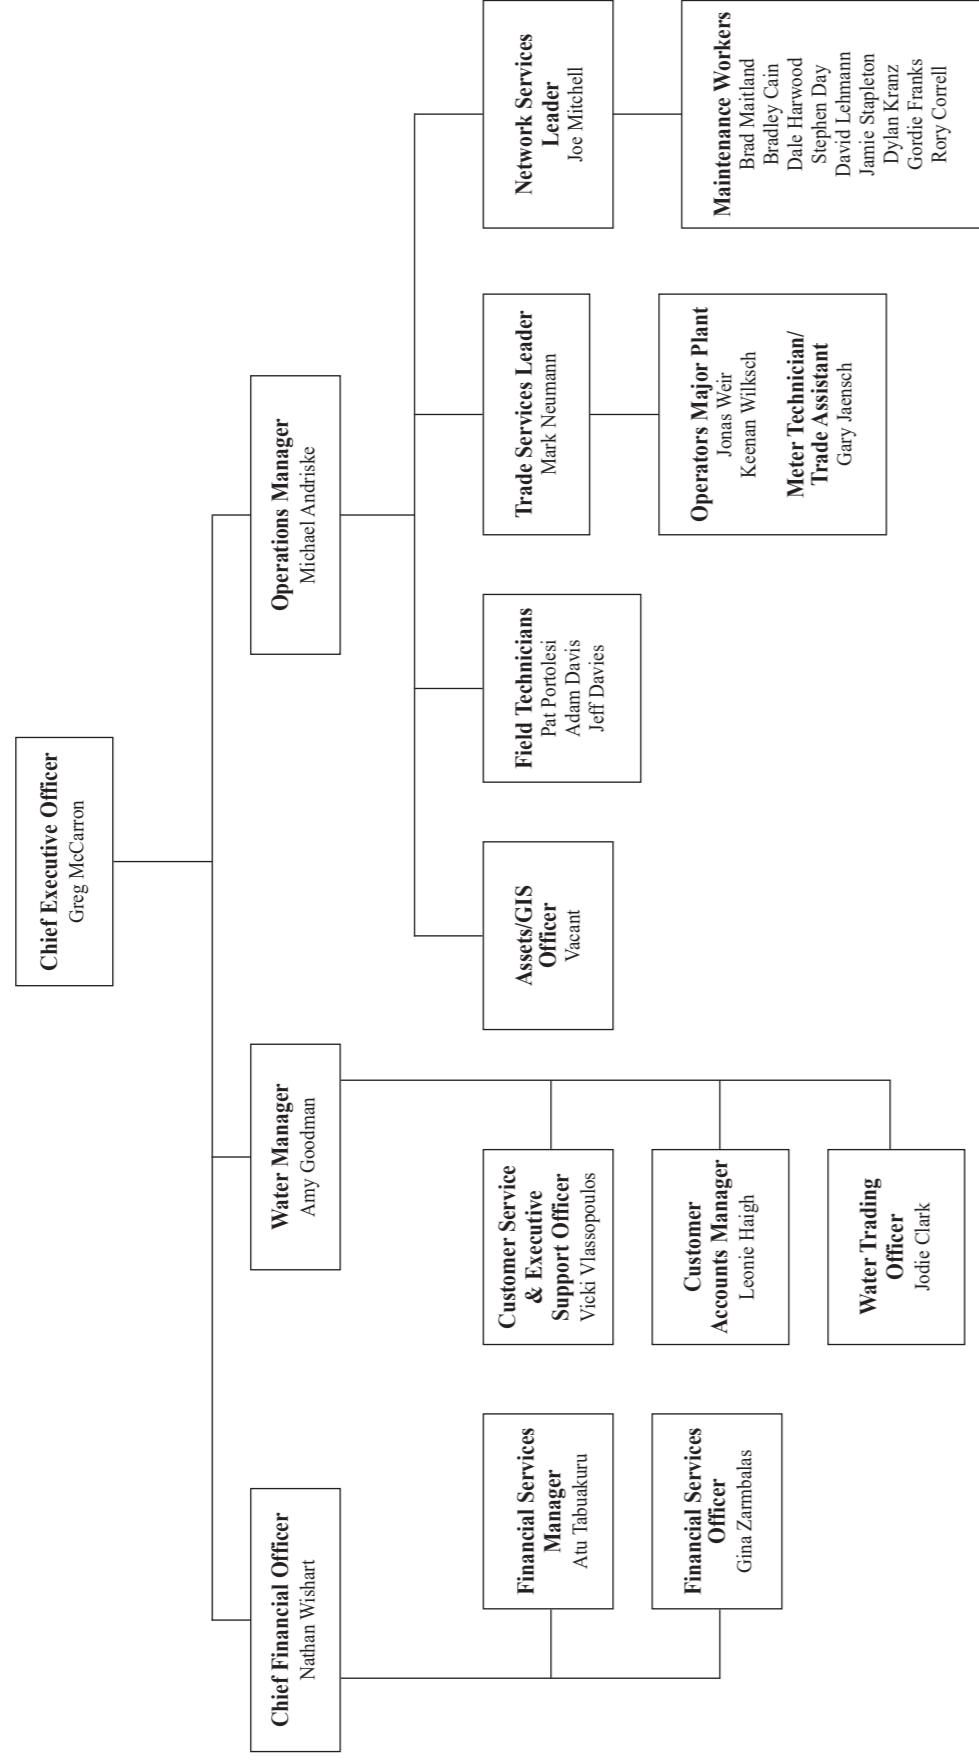 Chief Executive Officer
Greg McCarron
Chief Financial Officer
Nathan Wishart
Water Manager
Amy Goodman
Operations Manager
Michael Andriske
Financial Services
Manager
Atu Tabuakuru
Financial Services
Officer
Gina Zarmbalas
Customer Service
& Executive
Support Officer
Vicki Vlassopoulos
Customer
Accounts Manager
Leonie Haigh
Water Trading
Officer
Jodie Clark
Assets/GIS
Officer
Vacant
Field Technicians
Pat Portolesi
Adam Davis
Jeff Davies
Trade Services Leader
Mark Neumann
Operators Major Plant
Jonas Weir
Keenan Wilksch
Meter Technician/
Trade Assistant
Gary Jaensch
Network Services
Leader
Joe Mitchell
Maintenance Workers
Brad Maitland
Bradley Cain
Dale Harwood
Stephen Day
David Lehmann
Jamie Stapleton
Dylan Kranz
Gordie Franks
Rory Correll